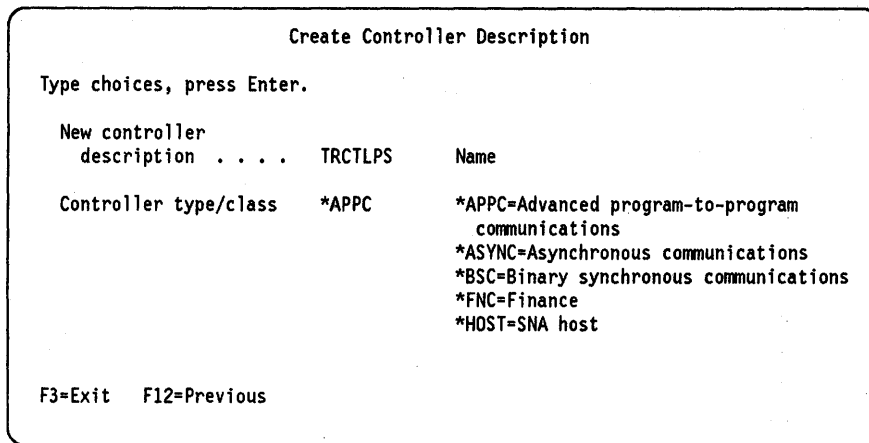 Create Controller Description
Type choices, press Enter.
New controller
description . . . . TRCTLPS Name
Controller type/class *APPC *APPC=Advanced program-to-program
communications
*ASYNC=Asynchronous communications
*BSC=Binary synchronous communications
*FNC=Finance
*HOST=SNA host
F3=Exit F12=Previous